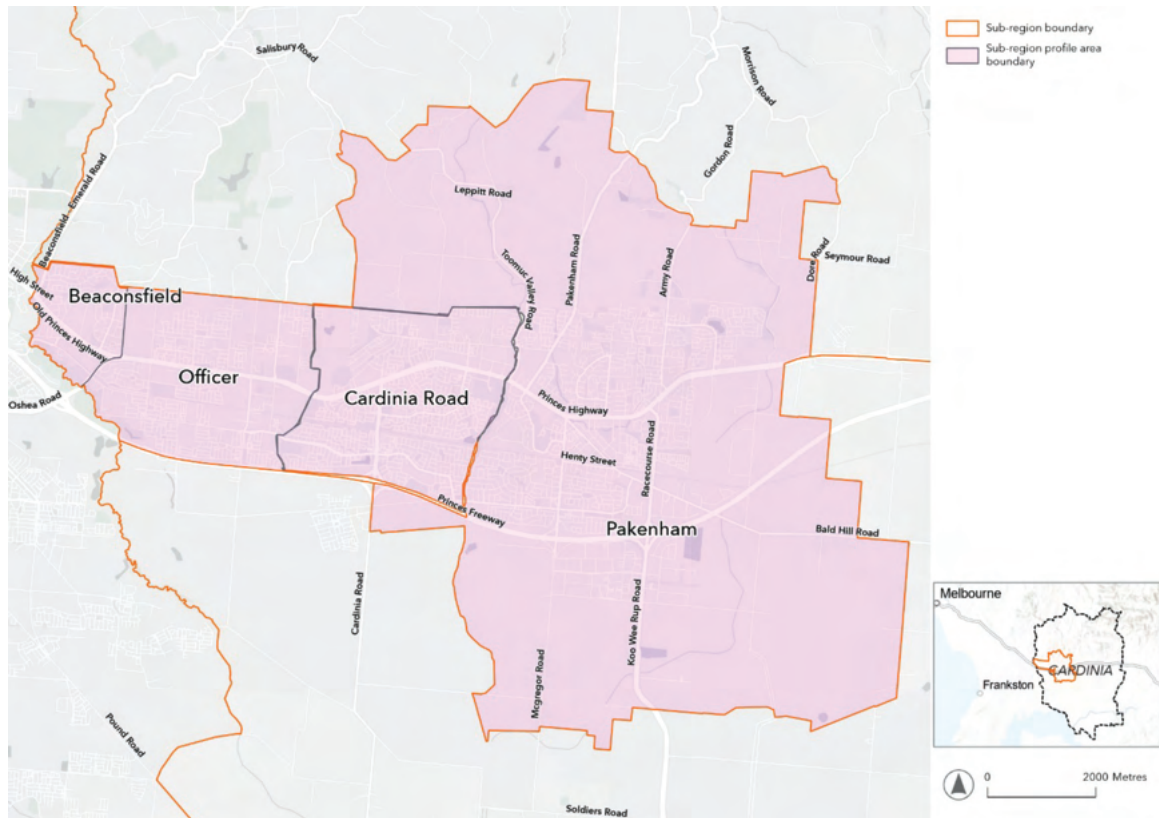 Sub-region boundary
Sub-region profile area
boundary
Salisbury Road
Morrison Road
Gordon Road
Beaconsfield - Emerald Road
Leppitt Road
Toomuc Valley Road
Pakenham Road
Army Road
Dore Road
Seymour Road
High Street
Beaconsfield
Old Princes Highway
Officer
Cardinia Road
Oshea Road
Princes Highway
Henty Street
Racecourse Road
Princes Freeway
Pakenham
Bald Hill Road
Cardinia Road
Koo Wee Rup Road
Mcgregor Road
Pound Road
Soldiers Road
Melbourne
CARDINIA
Frankston
0
2000 Metres